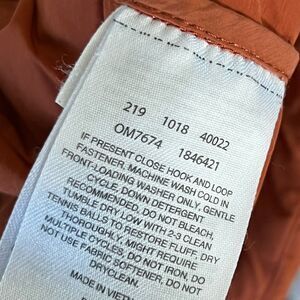 219 1018 40022
OM7674 1846421
IF PRESENT CLOSE HOOK AND LOOP
FASTENER. MACHINE WASH COLD IN
FRONT-LOADING WASHER ONLY, GENTLE
CYCLE, DOWN DETERGENT
RECOMMENDED. DO NOT BLEACH,
TUMBLE DRY LOW WITH 2-3 CLEAN
TENNIS BALLS TO RESTORE FLUFF. DRY
THOROUGHLY, MIGHT REQUIRE
MULTIPLE CYCLES, DO NOT IRON, DO
NOT USE FABRIC SOFTENER, DO NOT
DRYCLEAN.
MADE IN VIETN